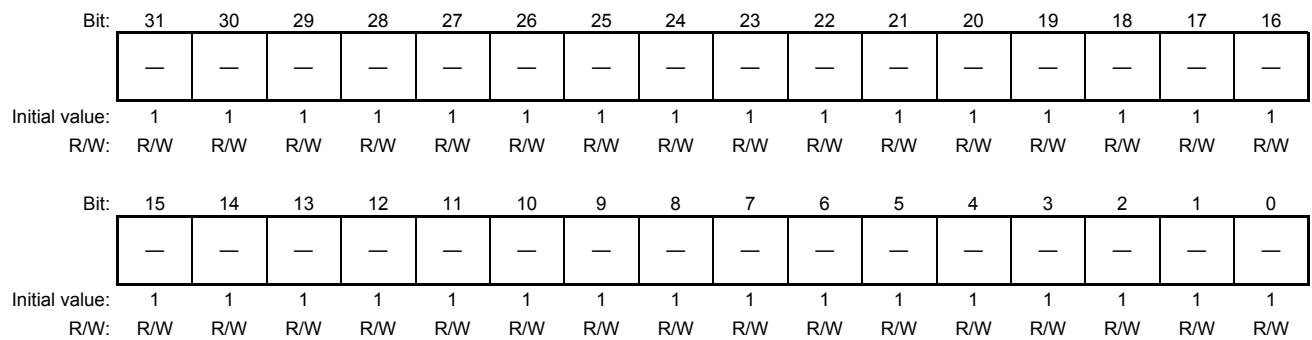 Bit: 31 30 29 28 27 26 25 24 23 22 21 20 19 18 17 16
— — — — — — — — — — — — — — — —
Initial value: 1 1 1 1 1 1 1 1 1 1 1 1 1 1 1 1
R/W: R/W R/W R/W R/W R/W R/W R/W R/W R/W R/W R/W R/W R/W R/W R/W R/W
Bit: 15 14 13 12 11 10 9 8 7 6 5 4 3 2 1 0
— — — — — — — — — — — — — — — —
Initial value: 1 1 1 1 1 1 1 1 1 1 1 1 1 1 1 1
R/W: R/W R/W R/W R/W R/W R/W R/W R/W R/W R/W R/W R/W R/W R/W R/W R/W